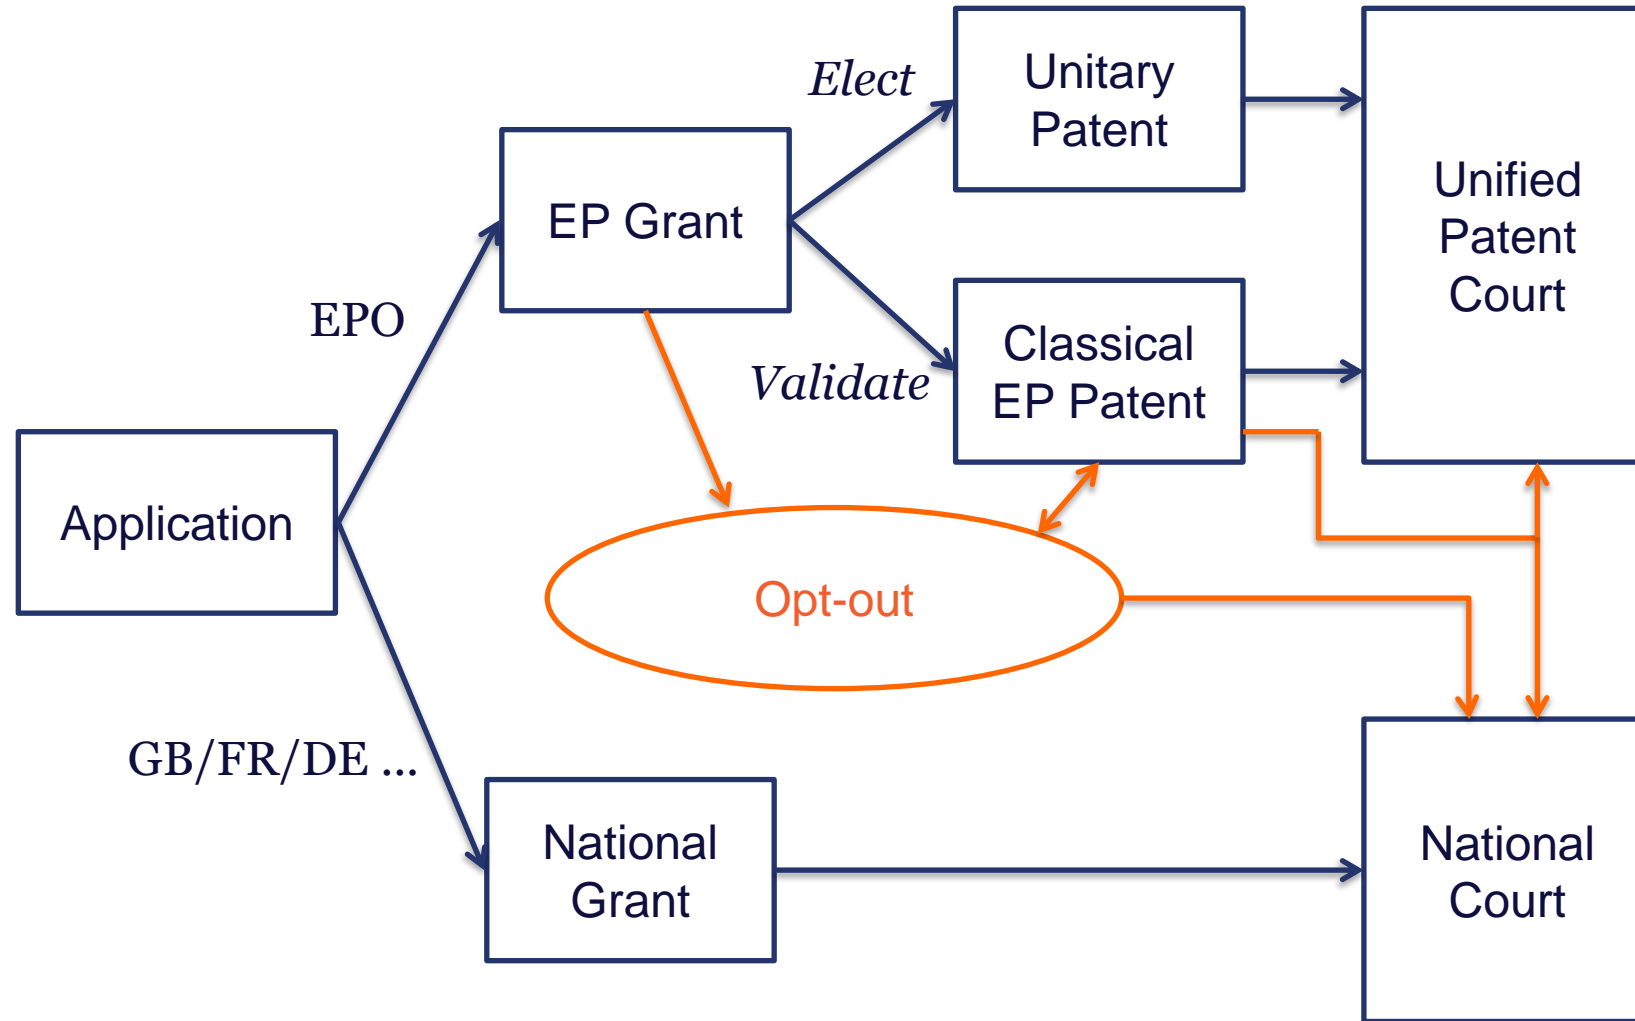 Elect
Unitary
Patent
Unified
Patent
Court
EP Grant
EPO
Validate
Classical
EP Patent
Application
Opt-out
GB/FR/DE ...
National
Grant
National
Court